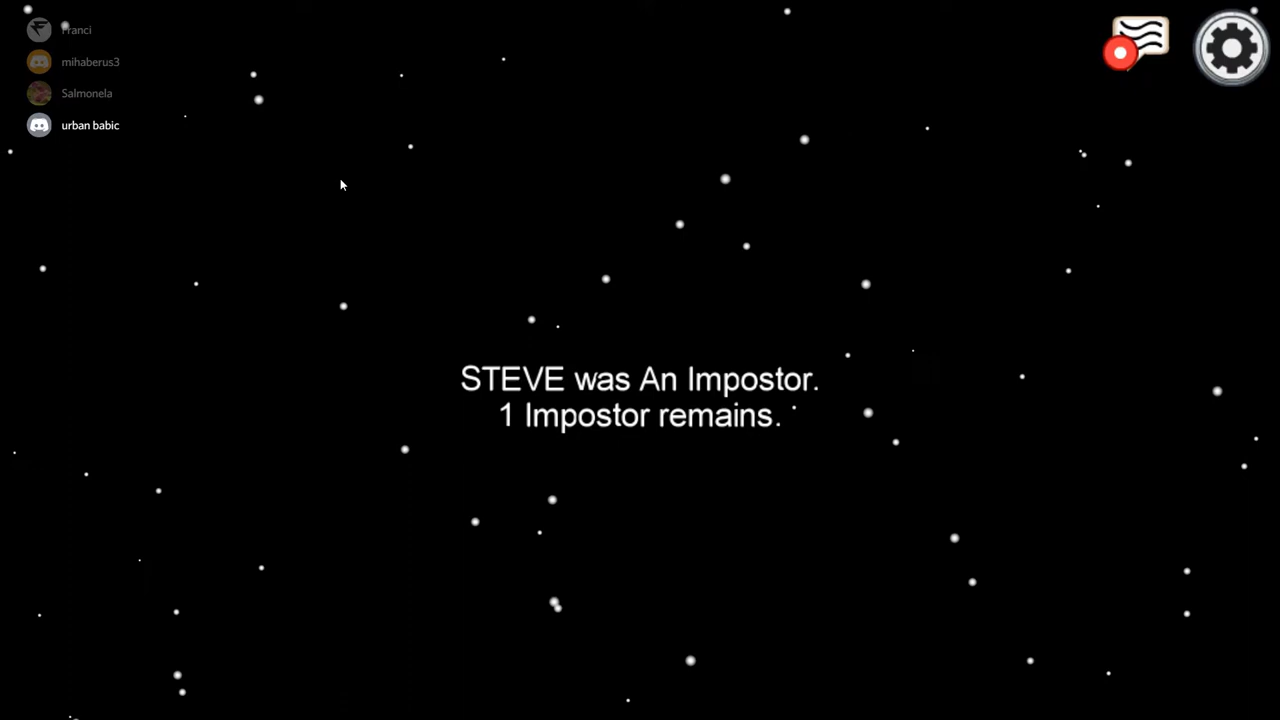 Franci
mihaberus3
Salmonela
urban babic
STEVE was An Impostor.
1 Impostor remains.